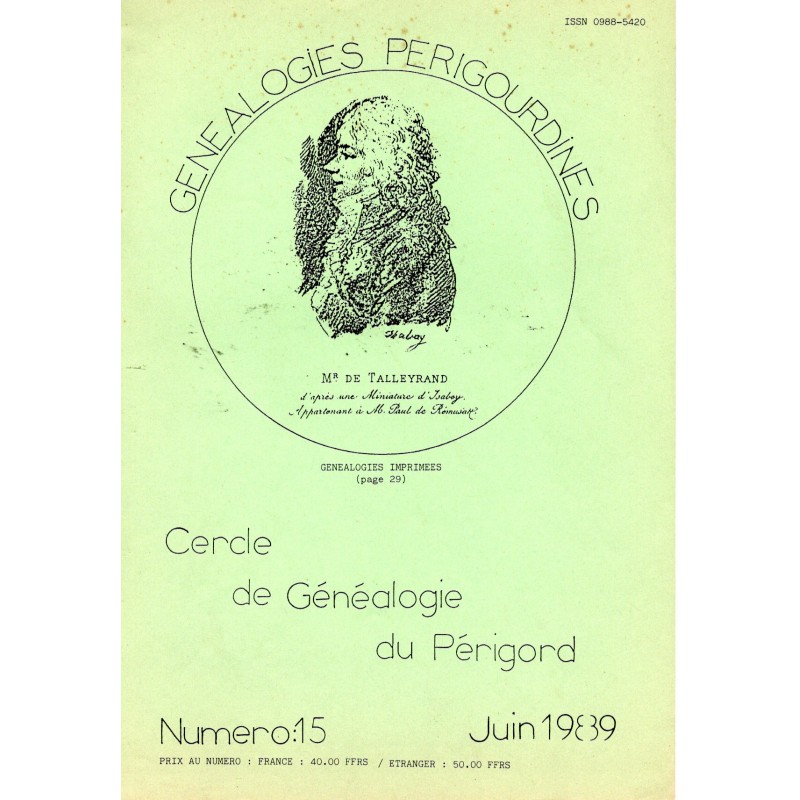 ISSN 0988-5420
GENEALOGIES PERIGOURDINES
Isabey
MR DE TALLEYRAND
d'après une Miniature d'Isabey.
Appartenant à M. Paul de Rémusat.
GENEALOGIES IMPRIMEES
(page 29)
Cercle
de Généalogie
du Périgord
Numero:15 Juin 1989
PRIX AU NUMERO : FRANCE : 40.00 FFRS / ETRANGER : 50.00 FFRS